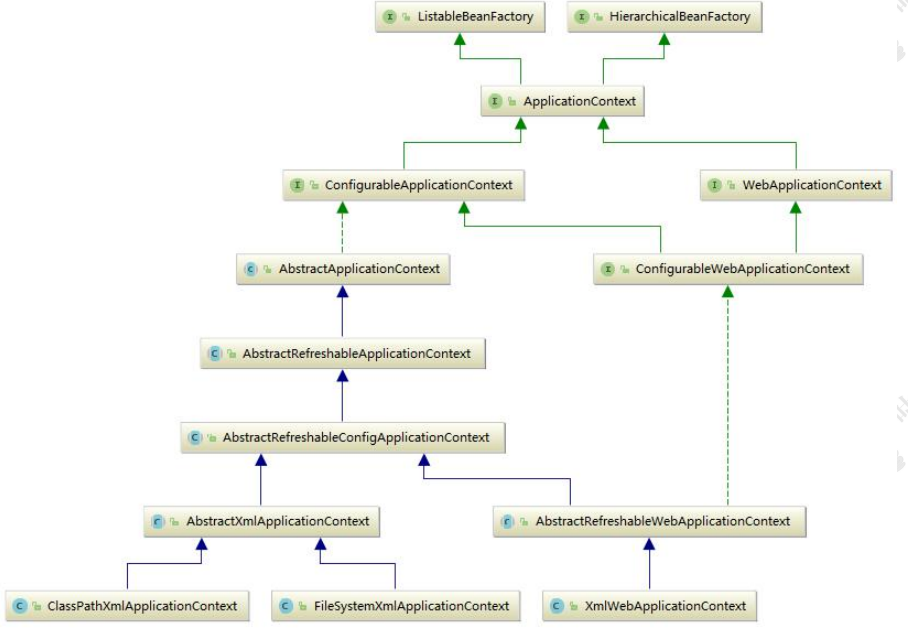 ListableBeanFactory
HierarchicalBeanFactory
ApplicationContext
ConfigurableApplicationContext
WebApplicationContext
AbstractApplicationContext
ConfigurableWebApplicationContext
AbstractRefreshableApplicationContext
AbstractRefreshableConfigApplicationContext
AbstractXmlApplicationContext
AbstractRefreshableWebApplicationContext
ClassPathXmlApplicationContext
FileSystemXmlApplicationContext
XmlWebApplicationContext